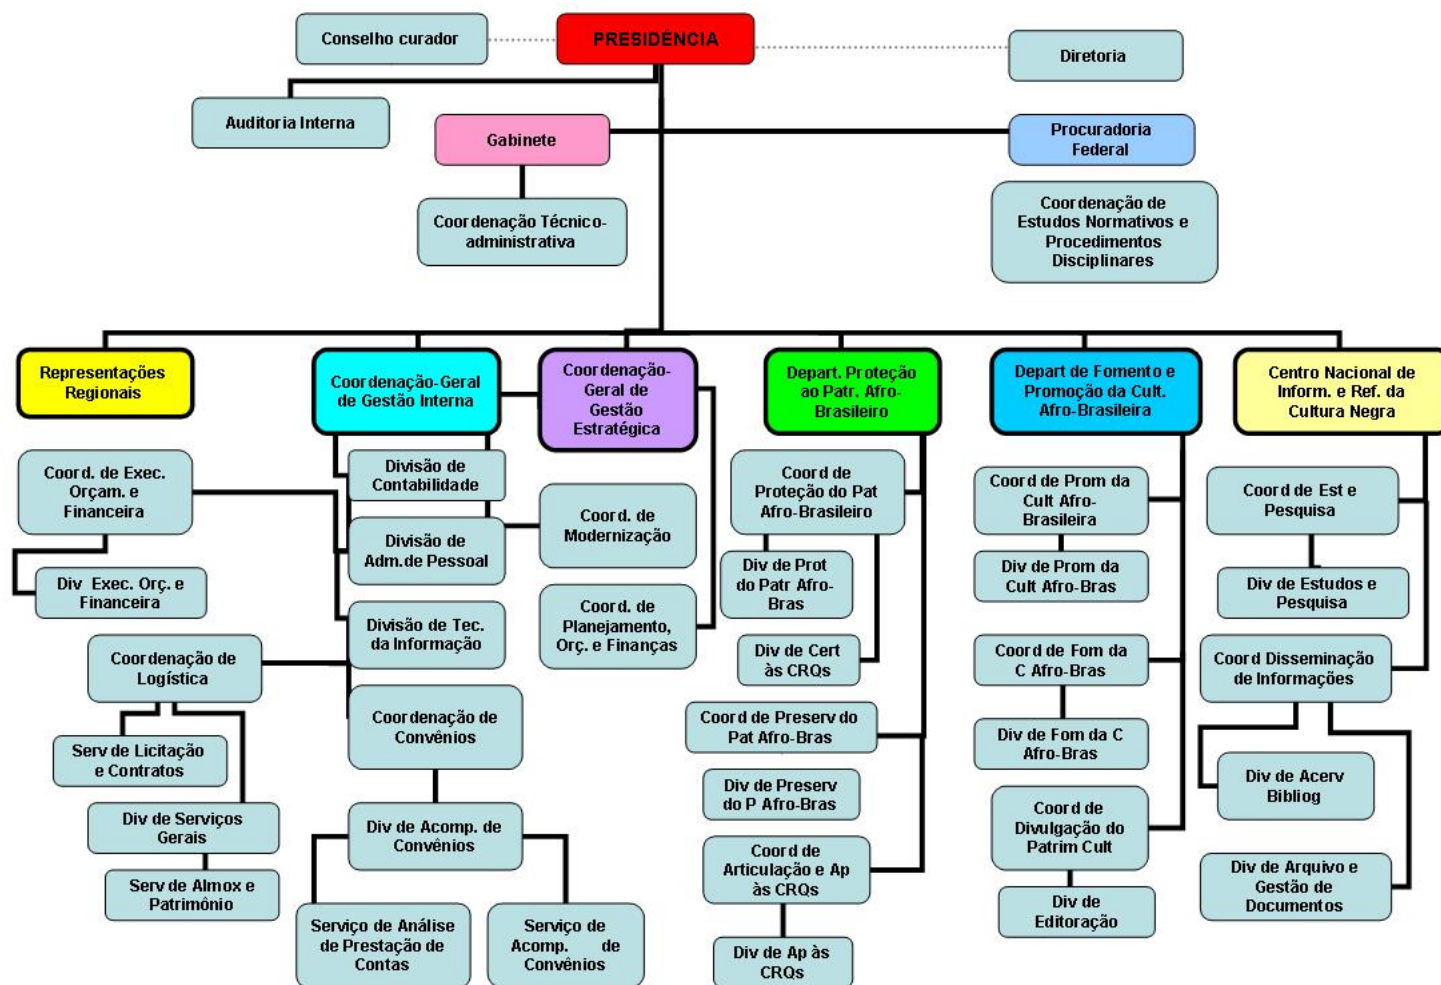 Conselho curador
PRESIDÊNCIA
Diretoria
Auditoria Interna
Gabinete
Procuradoria
Federal
Coordenação Técnico-
administrativa
Coordenação de
Estudos Normativos e
Procedimentos
Disciplinares
Representações
Regionais
Coordenação-Geral
de Gestão Interna
Coordenação-
Geral de
Gestão
Estratégica
Depart. Proteção
ao Patr. Afro-
Brasileiro
Depart de Fomento e
Promoção da Cult.
Afro-Brasileira
Centro Nacional de
Inform. e Ref. da
Cultura Negra
Coord. de Exec.
Orçam. e
Financeira
Div Exec. Orç. e
Financeira
Coordenação de
Logística
Serv de Licitação
e Contratos
Div de Serviços
Gerais
Serv de Almox e
Patrimônio
Divisão de
Contabilidade
Divisão de
Adm.de Pessoal
Divisão de Tec.
da Informação
Coordenação de
Convênios
Div de Acomp. de
Convênios
Serviço de Análise
de Prestação de
Contas
Serviço de
Acomp. de
Convênios
Coord. de
Modernização
Coord. de
Planejamento,
Orç. e Finanças
Coord de
Proteção do Pat
Afro-Brasileiro
Div de Prot
do Patr Afro-
Bras
Div de Cert
às CRQs
Coord de Preserv do
Pat Afro-Bras
Div de Preserv
do P Afro-Bras
Coord de
Articulação e Ap
às CRQs
Div de Ap às
CRQs
Coord de Prom da
Cult Afro-
Brasileira
Div de Prom da
Cult Afro-Bras
Coord de Fom da
C Afro-Bras
Div de Fom da C
Afro-Bras
Coord de
Divulgação do
Patrim Cult
Div de
Editoração
Coord de Est e
Pesquisa
Div de Estudos e
Pesquisa
Coord Disseminação
de Informações
Div de Acerv
Bibliog
Div de Arquivo e
Gestão de
Documentos